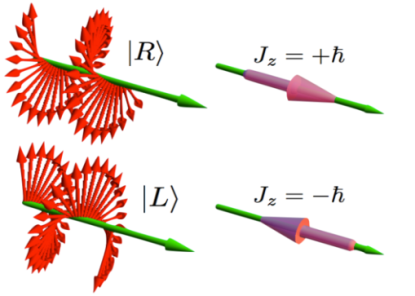 |R⟩ J_z = +ħ
|L⟩ J_z = −ħ